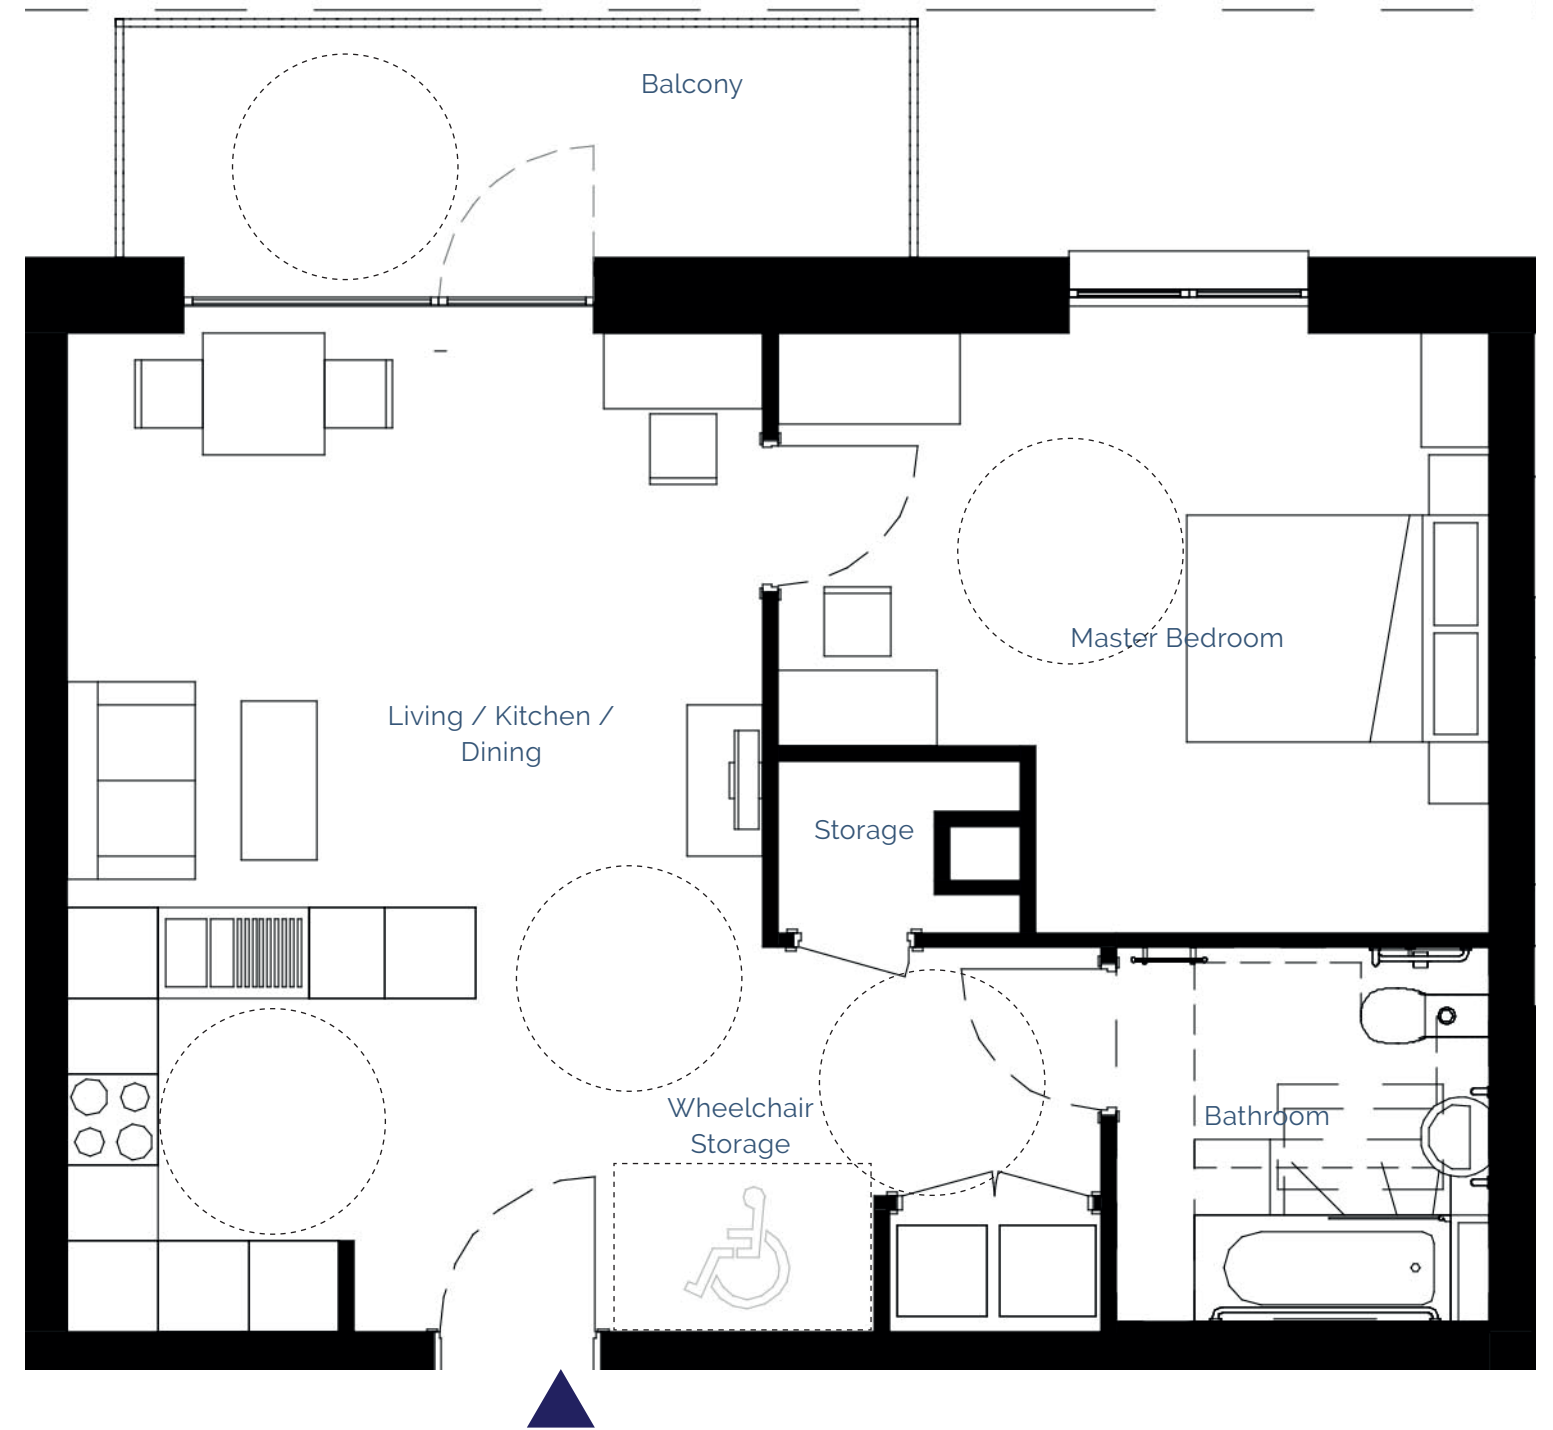 Balcony
Master Bedroom
Living / Kitchen /
Dining
Storage
Wheelchair
Storage
Bathroom